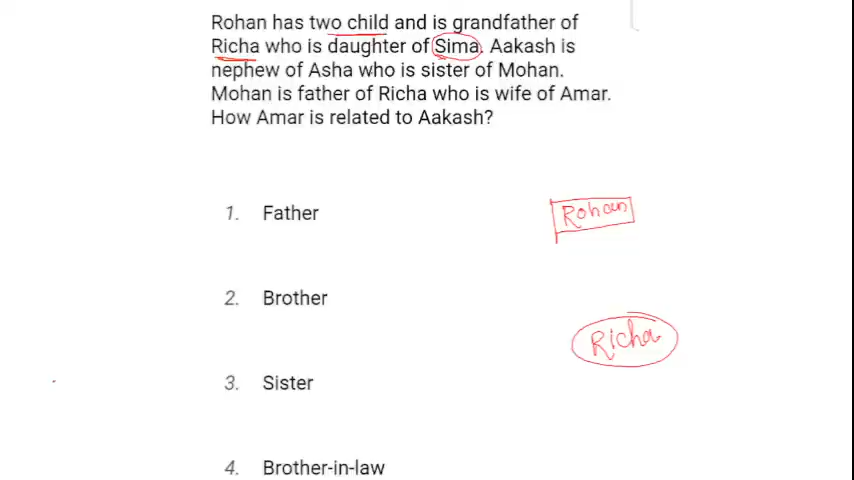 Rohan has two child and is grandfather of
Richa who is daughter of Sima. Aakash is
nephew of Asha who is sister of Mohan.
Mohan is father of Richa who is wife of Amar.
How Amar is related to Aakash?
1. Father
Rohan
2. Brother
Richa
3. Sister
4. Brother-in-law